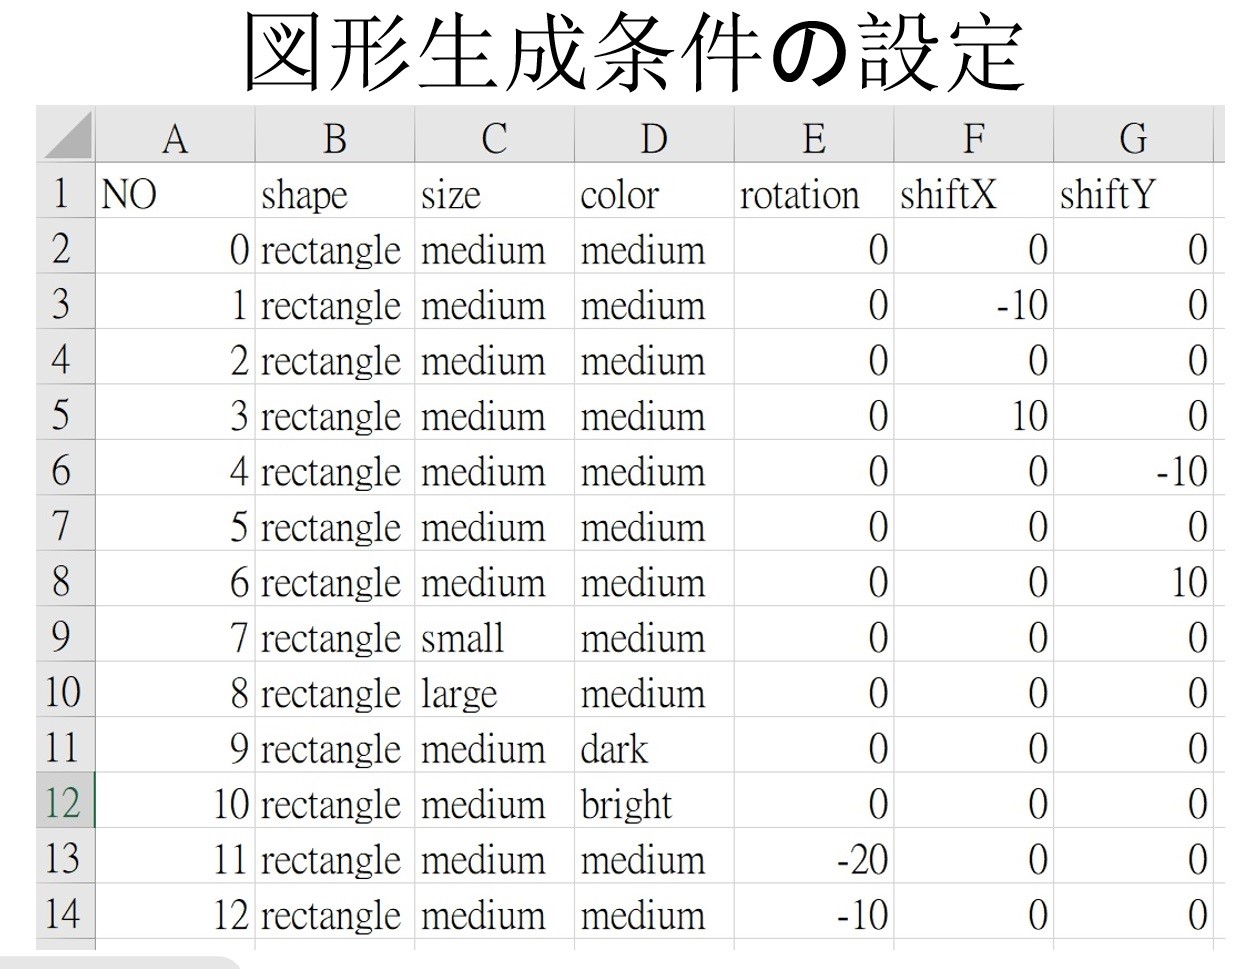 図形生成条件の設定
A B C D E F G
1 NO shape size color rotation shiftX shiftY
2 0 rectangle medium medium 0 0 0
3 1 rectangle medium medium 0 -10 0
4 2 rectangle medium medium 0 0 0
5 3 rectangle medium medium 0 10 0
6 4 rectangle medium medium 0 0 -10
7 5 rectangle medium medium 0 0 0
8 6 rectangle medium medium 0 0 10
9 7 rectangle small medium 0 0 0
10 8 rectangle large medium 0 0 0
11 9 rectangle medium dark 0 0 0
12 10 rectangle medium bright 0 0 0
13 11 rectangle medium medium -20 0 0
14 12 rectangle medium medium -10 0 0